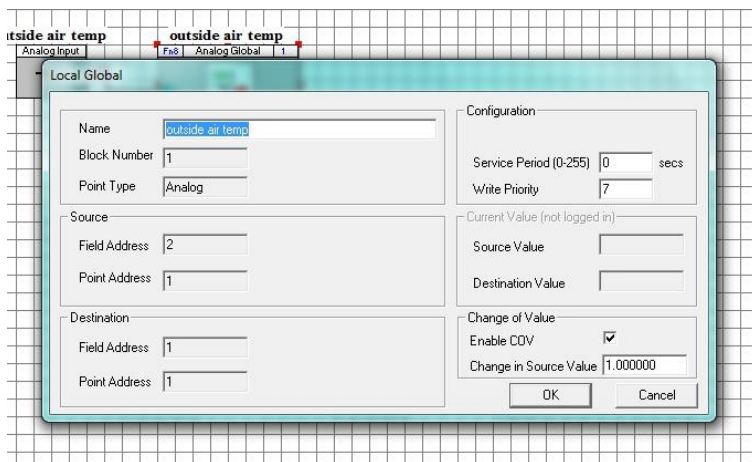 tside air temp
outside air temp
Analog Input
Fn8 Analog Global 1
Local Global
Name outside air temp
Block Number 1
Point Type Analog
Configuration
Service Period (0-255) 0 secs
Write Priority 7
Source
Field Address 2
Point Address 1
Current Value (not logged in)
Source Value
Destination Value
Destination
Field Address 1
Point Address 1
Change of Value
Enable COV
Change in Source Value 1.000000
OK Cancel